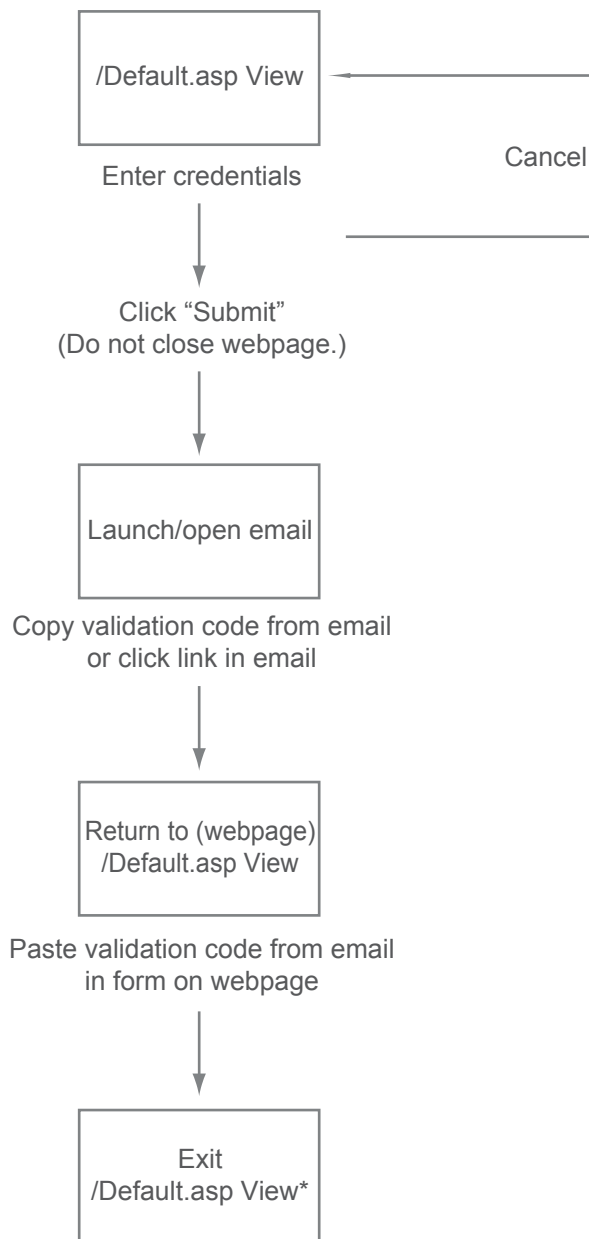 /Default.asp View
Enter credentials
Cancel
Click “Submit”
(Do not close webpage.)
Launch/open email
Copy validation code from email
or click link in email
Return to (webpage)
/Default.asp View
Paste validation code from email
in form on webpage
Exit
/Default.asp View*